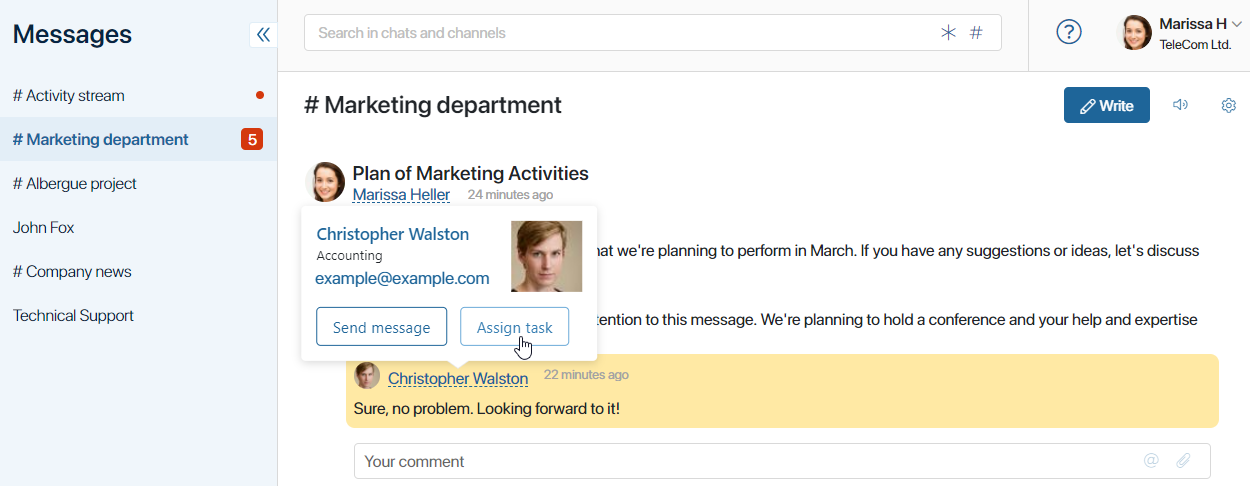 Messages
# Activity stream
# Marketing department 5
# Albergue project
John Fox
# Company news
Technical Support
Search in chats and channels * #
?
Marissa H
TeleCom Ltd.
# Marketing department
Write
Plan of Marketing Activities
Marissa Heller 24 minutes ago
Christopher Walston
Accounting
example@example.com
Send message Assign task
at we're planning to perform in March. If you have any suggestions or ideas, let's discuss
tention to this message. We're planning to hold a conference and your help and expertise
Christopher Walston 22 minutes ago
Sure, no problem. Looking forward to it!
Your comment @